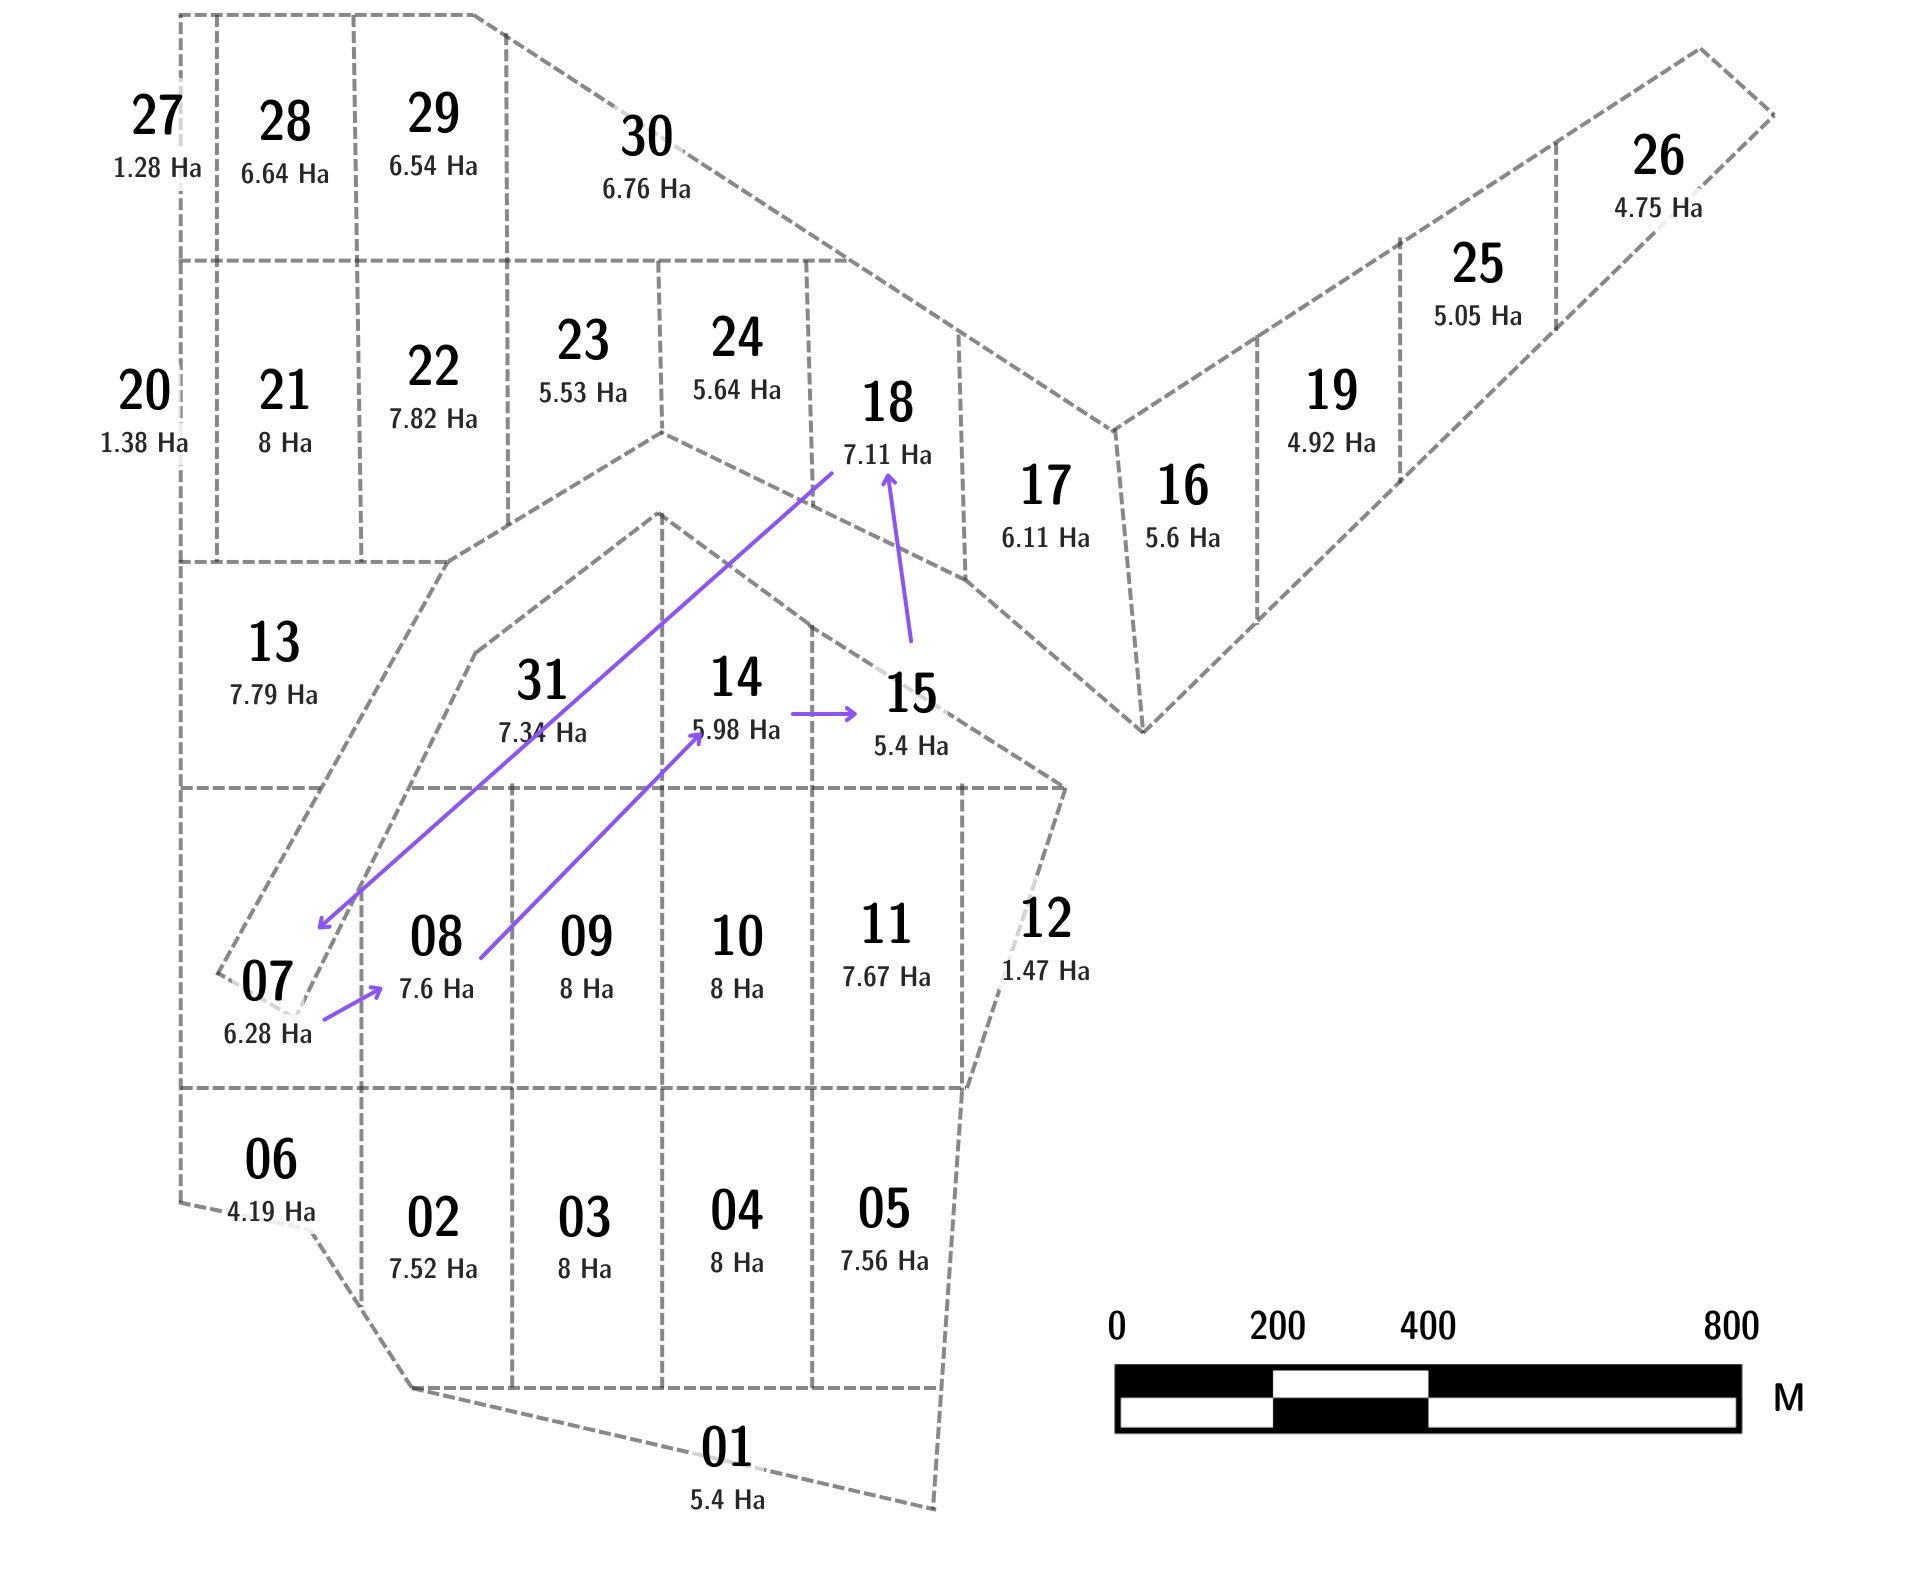 27
1.28 Ha
28
6.64 Ha
29
6.54 Ha
30
6.76 Ha
26
4.75 Ha
25
5.05 Ha
20
1.38 Ha
21
8 Ha
22
7.82 Ha
23
5.53 Ha
24
5.64 Ha
18
7.11 Ha
19
4.92 Ha
17
6.11 Ha
16
5.6 Ha
13
7.79 Ha
31
7.34 Ha
14
5.98 Ha
15
5.4 Ha
07
6.28 Ha
08
7.6 Ha
09
8 Ha
10
8 Ha
11
7.67 Ha
12
1.47 Ha
06
4.19 Ha
02
7.52 Ha
03
8 Ha
04
8 Ha
05
7.56 Ha
01
5.4 Ha
0 200 400 800
M